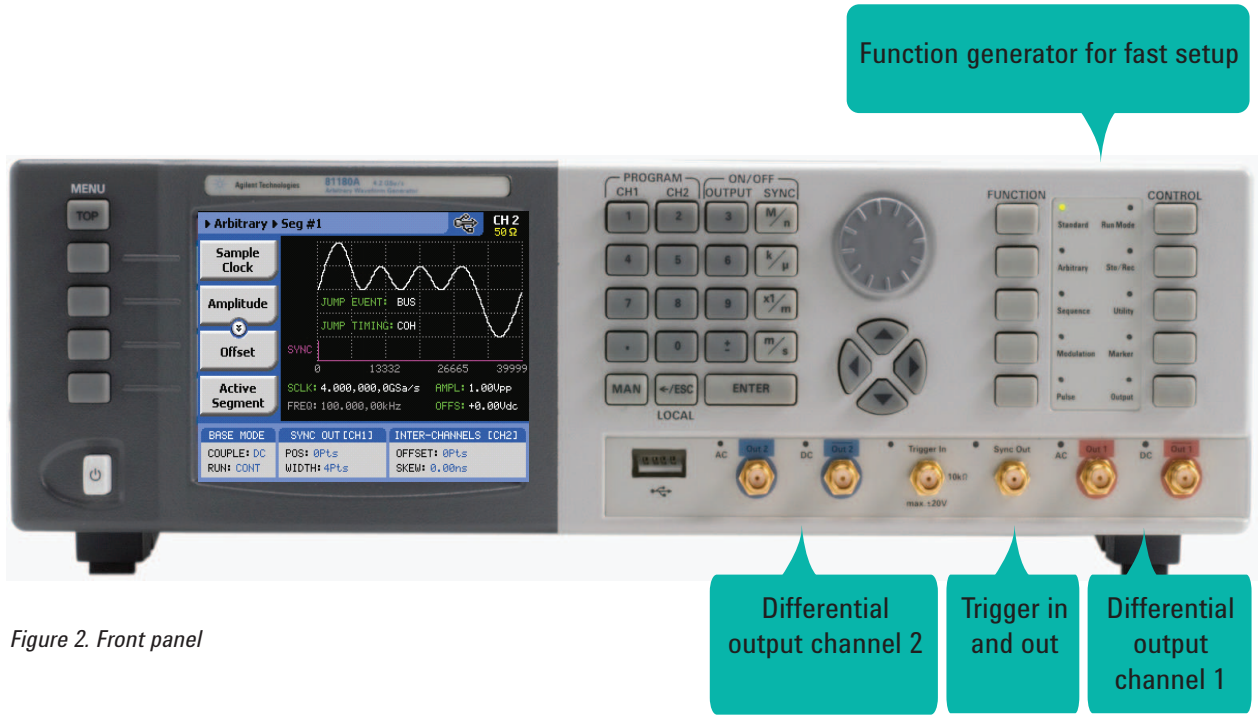 Function generator for fast setup
MENU
TOP
Agilent Technologies 81180A 4.2 GSa/s
Arbitrary Waveform Generator
Arbitrary Seg #1
CH 2
50 Ω
Sample
Clock
Amplitude
Offset
Active
Segment
JUMP EVENT: BUS
JUMP TIMING: COH
SYNC
0 13332 26665 39999
SCLK: 4.000,000,0GSa/s AMPL: 1.00Vpp
FREQ: 100.000,00kHz OFFS: +0.00Vdc
BASE MODE SYNC OUT [CH1] INTER-CHANNELS [CH2]
COUPLE: DC POS: 0Pts OFFSET: 0Pts
RUN: CONT WIDTH: 4Pts SKEW: 0.00ns
PROGRAM ON/OFF
CH1 CH2 OUTPUT SYNC
1 2 3 M/n
4 5 6 k/µ
7 8 9 x1/m
. 0 ± m/s
MAN ←/ESC ENTER
LOCAL
FUNCTION CONTROL
Standard Run Mode
Arbitrary Sto/Rec
Sequence Utility
Modulation Marker
Pulse Output
AC Out 2 DC Out 2 Trigger In 10kΩ Sync Out AC Out 1 DC Out 1
max. ±20V
Differential
output channel 2
Trigger in
and out
Differential
output
channel 1
Figure 2. Front panel